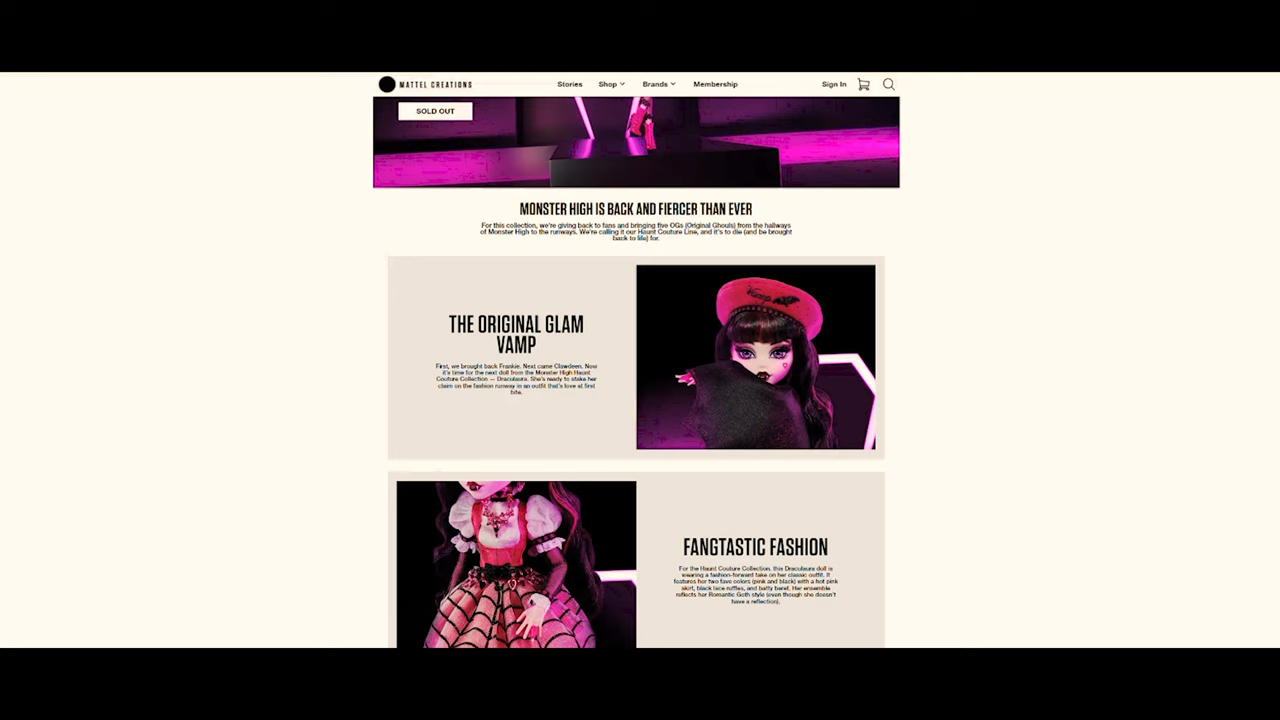 MATTEL CREATIONS
Stories Shop Brands Membership
Sign In
SOLD OUT
MONSTER HIGH IS BACK AND FIERCER THAN EVER
For this collection, we're giving back to fans and bringing five OGs (Original Ghouls) from the hallways
of Monster High to the runways. We're calling it our Haunt Couture Line, and it's to die (and be brought
back to life) for.
THE ORIGINAL GLAM
VAMP
First, we brought back Frankie. Next came Clawdeen. Now
it's time for the next doll from the Monster High Haunt
Couture Collection — Draculaura. She's ready to stake her
claim on the fashion runway in an outfit that's love at first
bite.
FANGTASTIC FASHION
For the Haunt Couture Collection, this Draculaura doll is
wearing a fashion-forward take on her classic outfit. It
features her two fave colors (pink and black) with a hot pink
skirt, black lace ruffles, and batty beret. Her ensemble
reflects her Romantic Goth style (even though she doesn't
have a reflection).